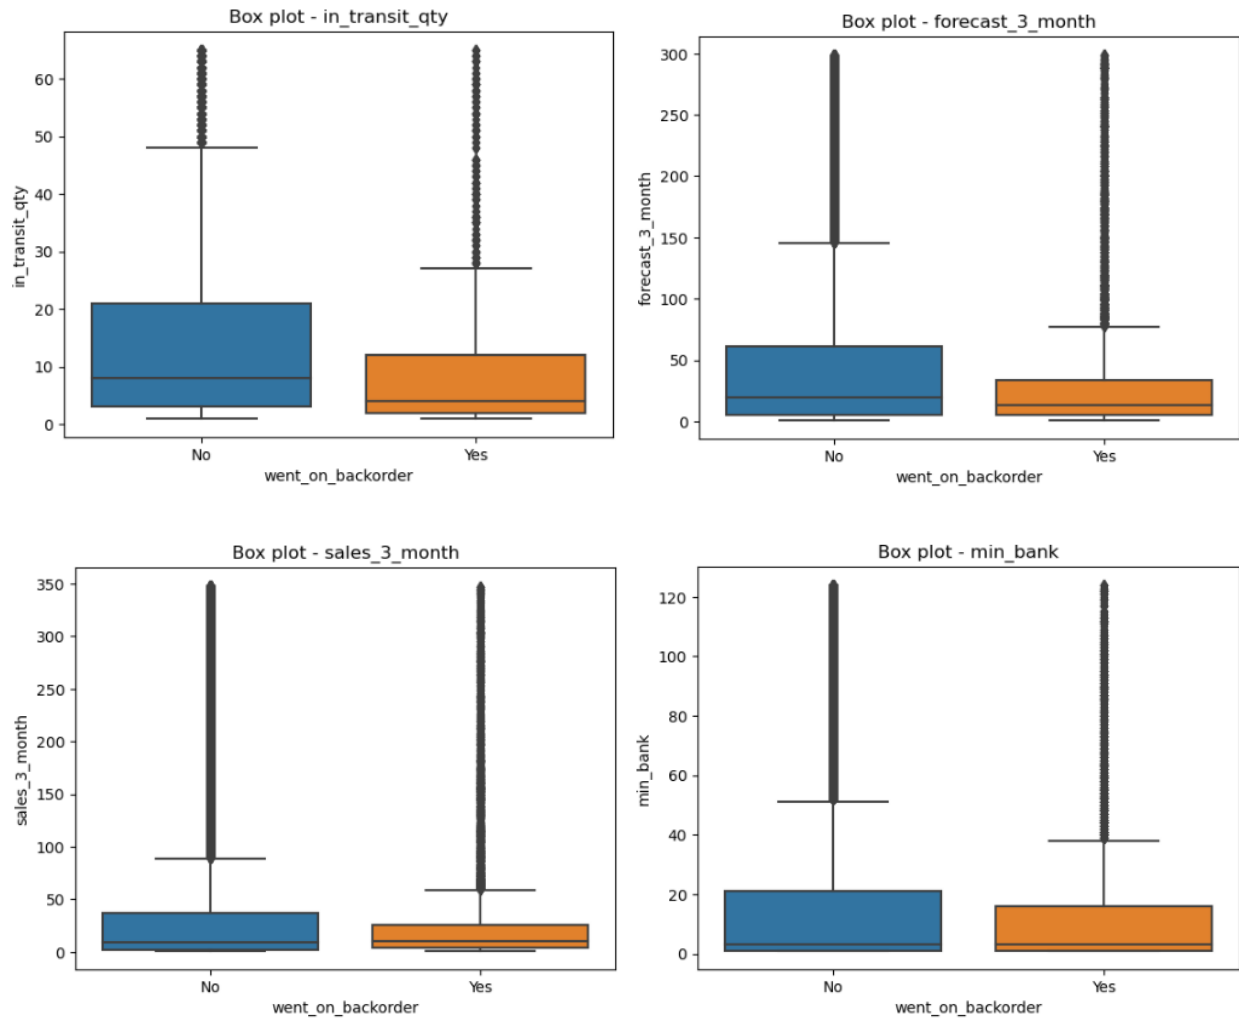 Box plot - in_transit_qty
in_transit_qty
60
50
40
30
20
10
0
No Yes
went_on_backorder
Box plot - forecast_3_month
forecast_3_month
300
250
200
150
100
50
0
No Yes
went_on_backorder
Box plot - sales_3_month
sales_3_month
350
300
250
200
150
100
50
0
No Yes
went_on_backorder
Box plot - min_bank
min_bank
120
100
80
60
40
20
0
No Yes
went_on_backorder